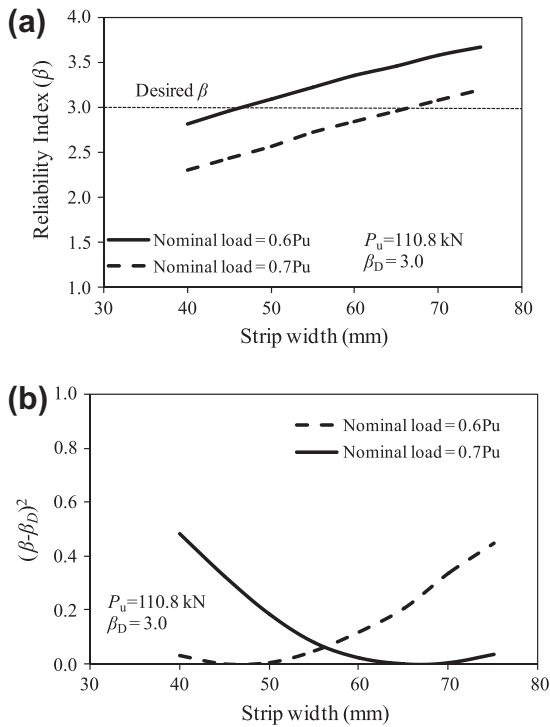 (a)
4.0
3.5
3.0
2.5
2.0
1.5
1.0
Reliability Index (β)
Desired β
Nominal load = 0.6Pu
Nominal load = 0.7Pu
Pu=110.8 kN
βD = 3.0
30 40 50 60 70 80
Strip width (mm)
(b)
1.0
0.8
0.6
0.4
0.2
0.0
(β-βD)²
Nominal load = 0.6Pu
Nominal load = 0.7Pu
Pu=110.8 kN
βD = 3.0
30 40 50 60 70 80
Strip width (mm)